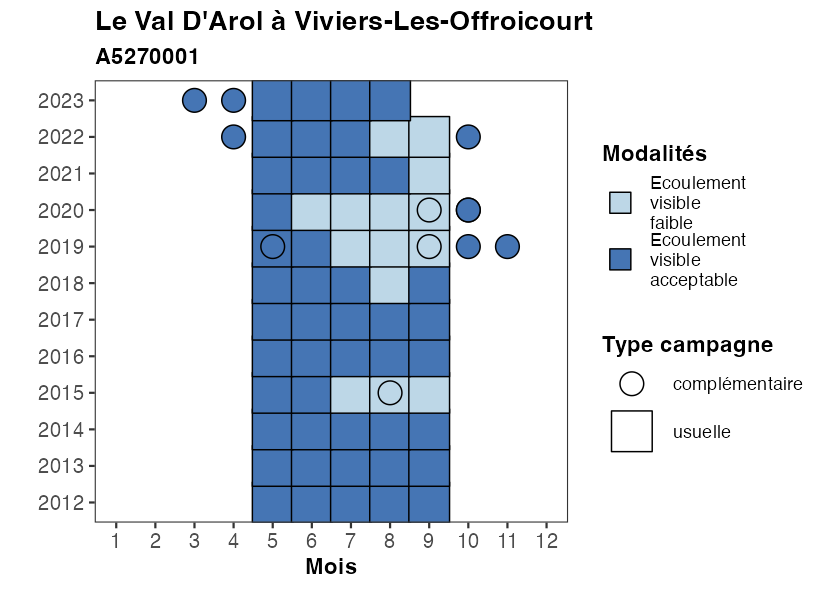 Le Val D'Arol à Viviers-Les-Offroicourt
A5270001
2023
2022
2021
2020
2019
2018
2017
2016
2015
2014
2013
2012
1 2 3 4 5 6 7 8 9 10 11 12
Mois
Modalités
Ecoulement
visible
faible
Ecoulement
visible
acceptable
Type campagne
complémentaire
usuelle